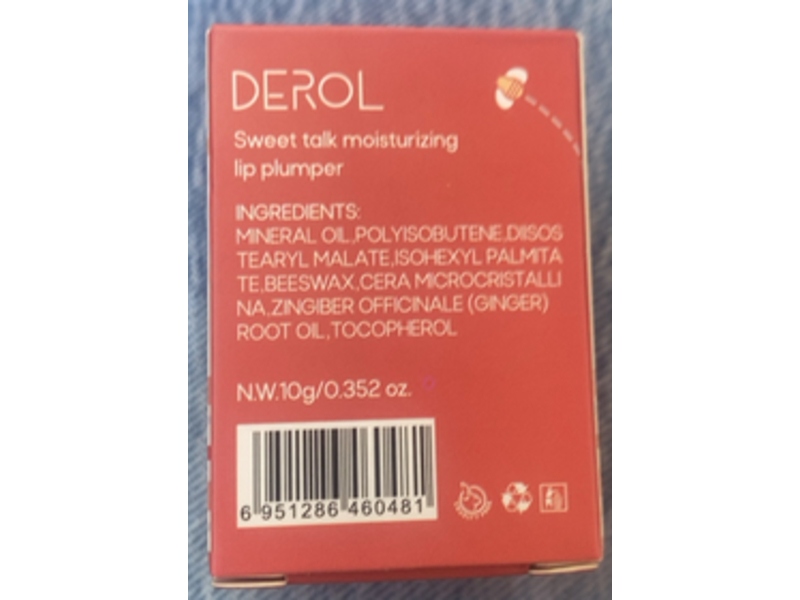 DEROL
Sweet talk moisturizing
lip plumper
INGREDIENTS:
MINERAL OIL,POLYISOBUTENE,DIISOS
TEARYL MALATE,ISOHEXYL PALMITA
TE,BEESWAX,CERA MICROCRISTALLI
NA,ZINGIBER OFFICINALE (GINGER)
ROOT OIL,TOCOPHEROL
N.W.10g/0.352 oz.
6 951286 460481